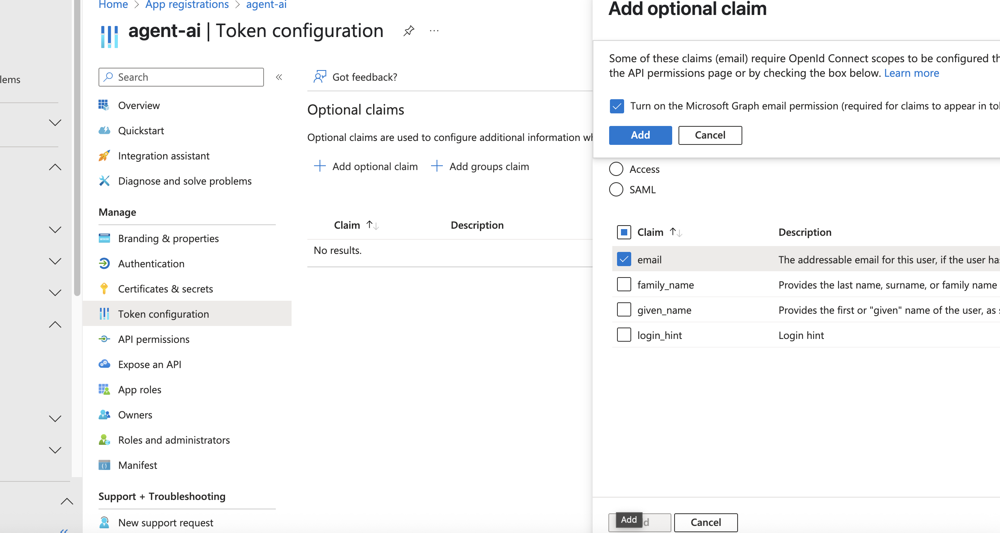 lems
Home > App registrations > agent-ai
agent-ai | Token configuration
Search
Overview
Quickstart
Integration assistant
Diagnose and solve problems
Manage
Branding & properties
Authentication
Certificates & secrets
Token configuration
API permissions
Expose an API
App roles
Owners
Roles and administrators
Manifest
Support + Troubleshooting
New support request
Got feedback?
Optional claims
Optional claims are used to configure additional information wh
Add optional claim
Add groups claim
Claim Description
No results.
Add optional claim
Some of these claims (email) require OpenId Connect scopes to be configured th
the API permissions page or by checking the box below. Learn more
Turn on the Microsoft Graph email permission (required for claims to appear in tok
Add Cancel
Access
SAML
Claim Description
email The addressable email for this user, if the user has
family_name Provides the last name, surname, or family name
given_name Provides the first or "given" name of the user, as s
login_hint Login hint
Add d Cancel